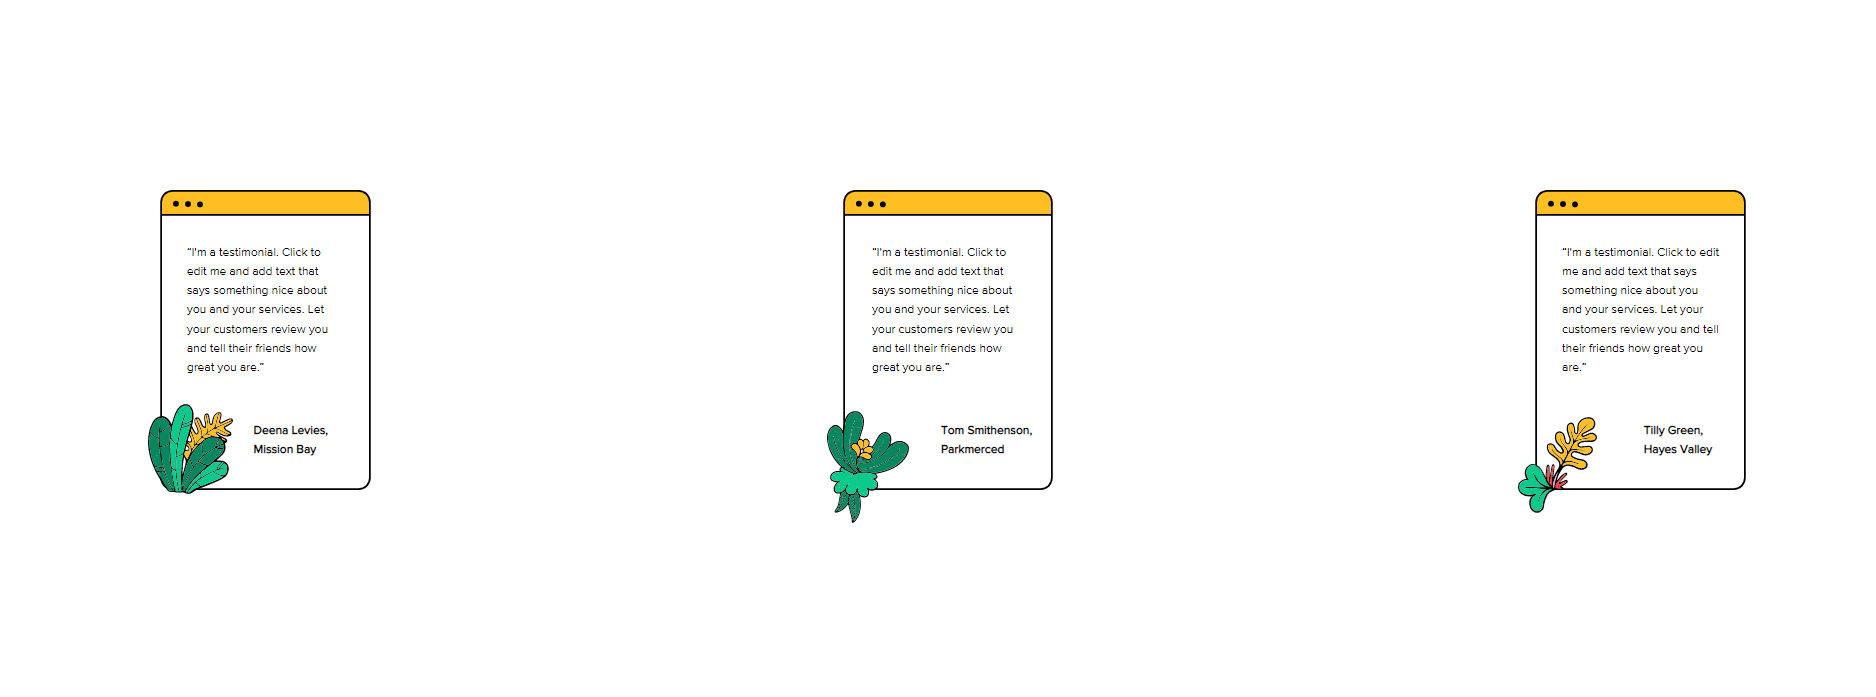 “I'm a testimonial. Click to
edit me and add text that
says something nice about
you and your services. Let
your customers review you
and tell their friends how
great you are.”
Deena Levies,
Mission Bay
“I'm a testimonial. Click to
edit me and add text that
says something nice about
you and your services. Let
your customers review you
and tell their friends how
great you are.”
Tom Smithenson,
Parkmerced
“I'm a testimonial. Click to edit
me and add text that says
something nice about you
and your services. Let your
customers review you and tell
their friends how great you
are.”
Tilly Green,
Hayes Valley